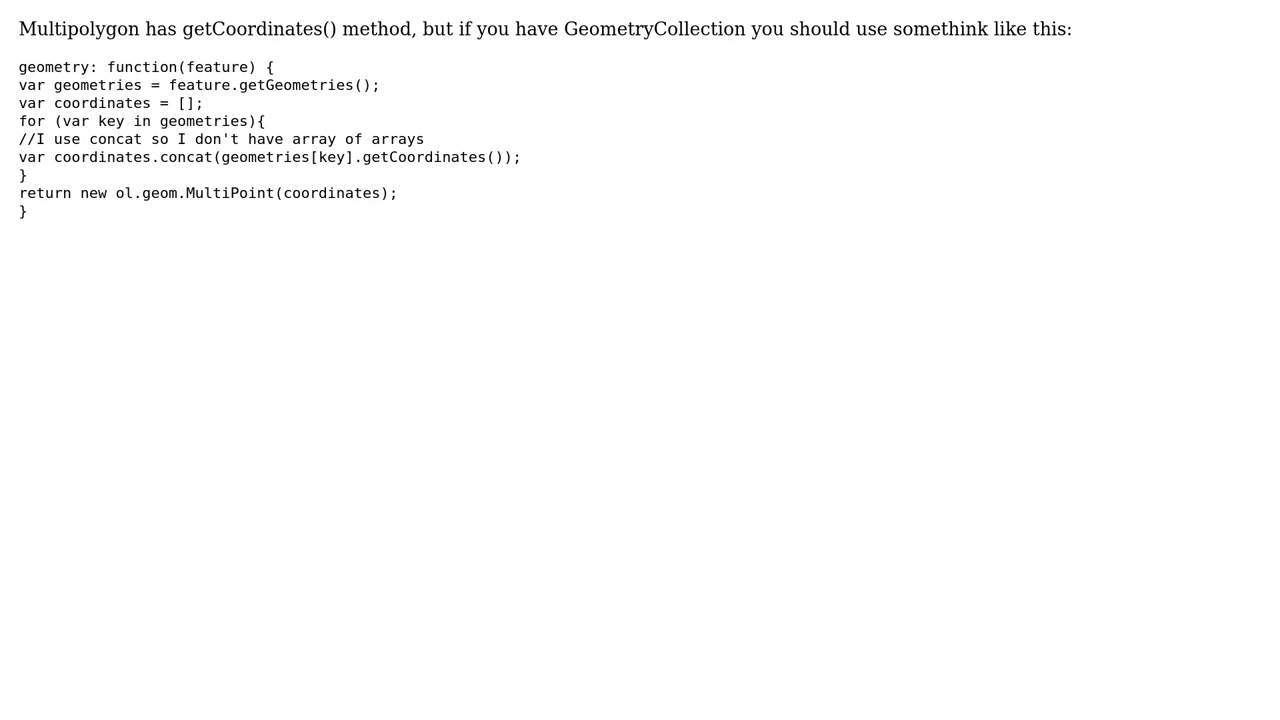 Multipolygon has getCoordinates() method, but if you have GeometryCollection you should use somethink like this:
geometry: function(feature) {
var geometries = feature.getGeometries();
var coordinates = [];
for (var key in geometries){
//I use concat so I don't have array of arrays
var coordinates.concat(geometries[key].getCoordinates());
}
return new ol.geom.MultiPoint(coordinates);
}